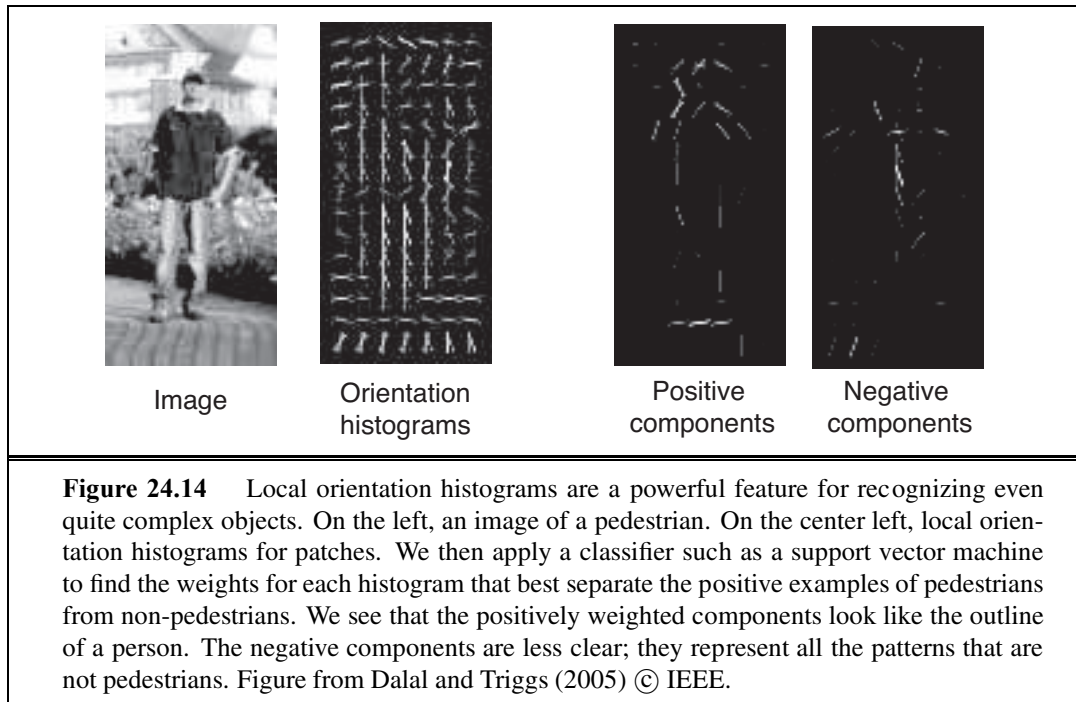 Image
Orientation
histograms
Positive
components
Negative
components
Figure 24.14 Local orientation histograms are a powerful feature for recognizing even
quite complex objects. On the left, an image of a pedestrian. On the center left, local orien-
tation histograms for patches. We then apply a classifier such as a support vector machine
to find the weights for each histogram that best separate the positive examples of pedestrians
from non-pedestrians. We see that the positively weighted components look like the outline
of a person. The negative components are less clear; they represent all the patterns that are
not pedestrians. Figure from Dalal and Triggs (2005) © IEEE.